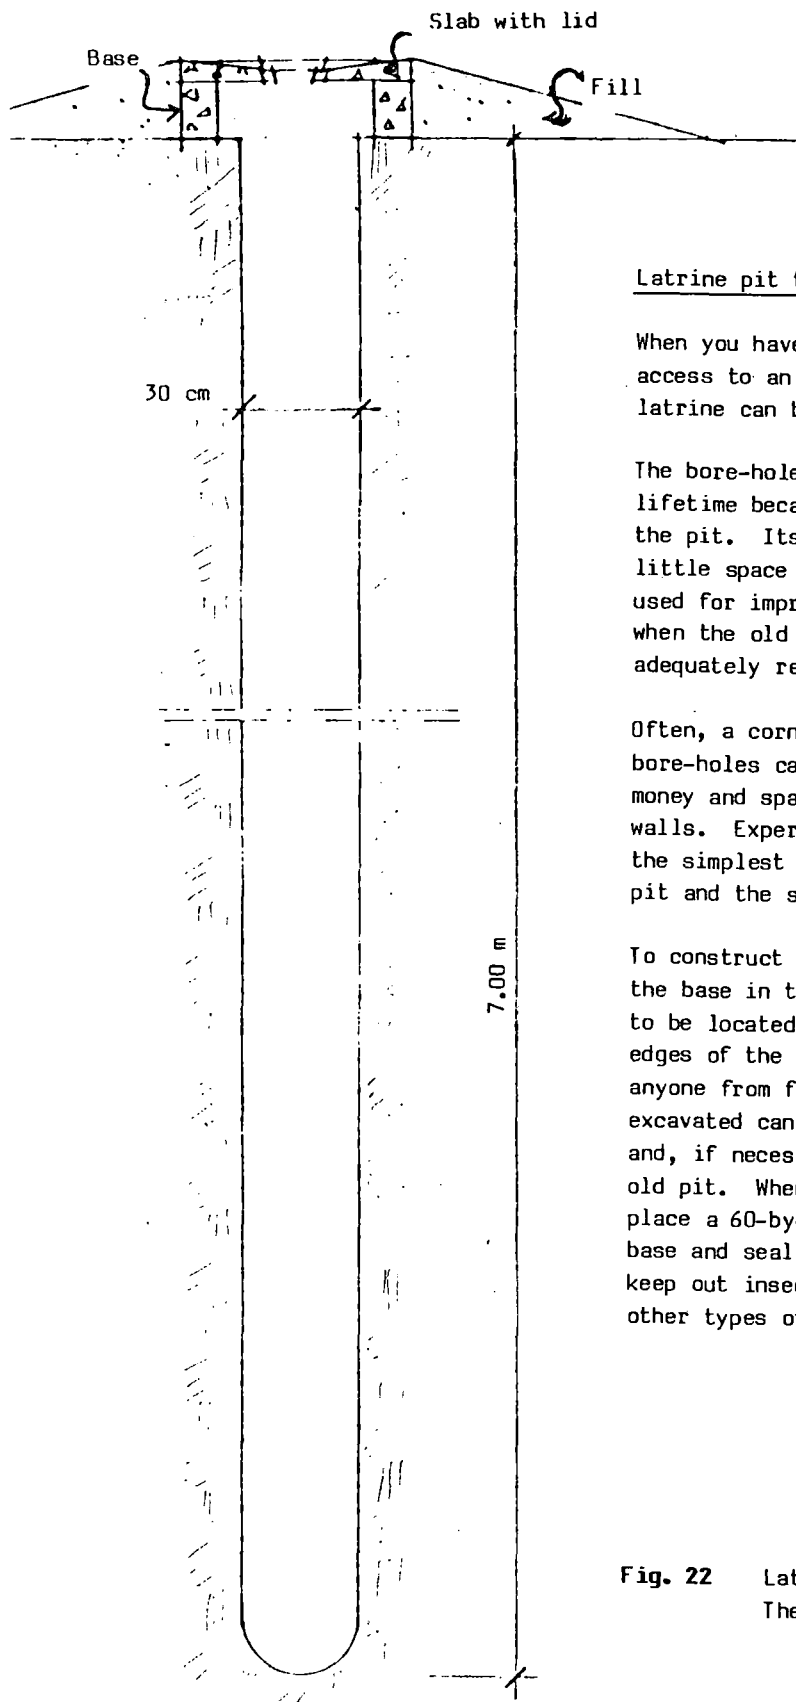 Slab with lid
Base
Fill
30 cm
7.00 m
Latrine pit
When you have
access to an
latrine can b
The bore-hole
lifetime beca
the pit. Its
little space
used for impr
when the old
adequately re
Often, a corn
bore-holes ca
money and spa
walls. Exper
the simplest
pit and the s
To construct
the base in t
to be located
edges of the
anyone from f
excavated can
and, if neces
old pit. Whe
place a 60-by
base and seal
keep out inse
other types o
Fig. 22 Lat
The